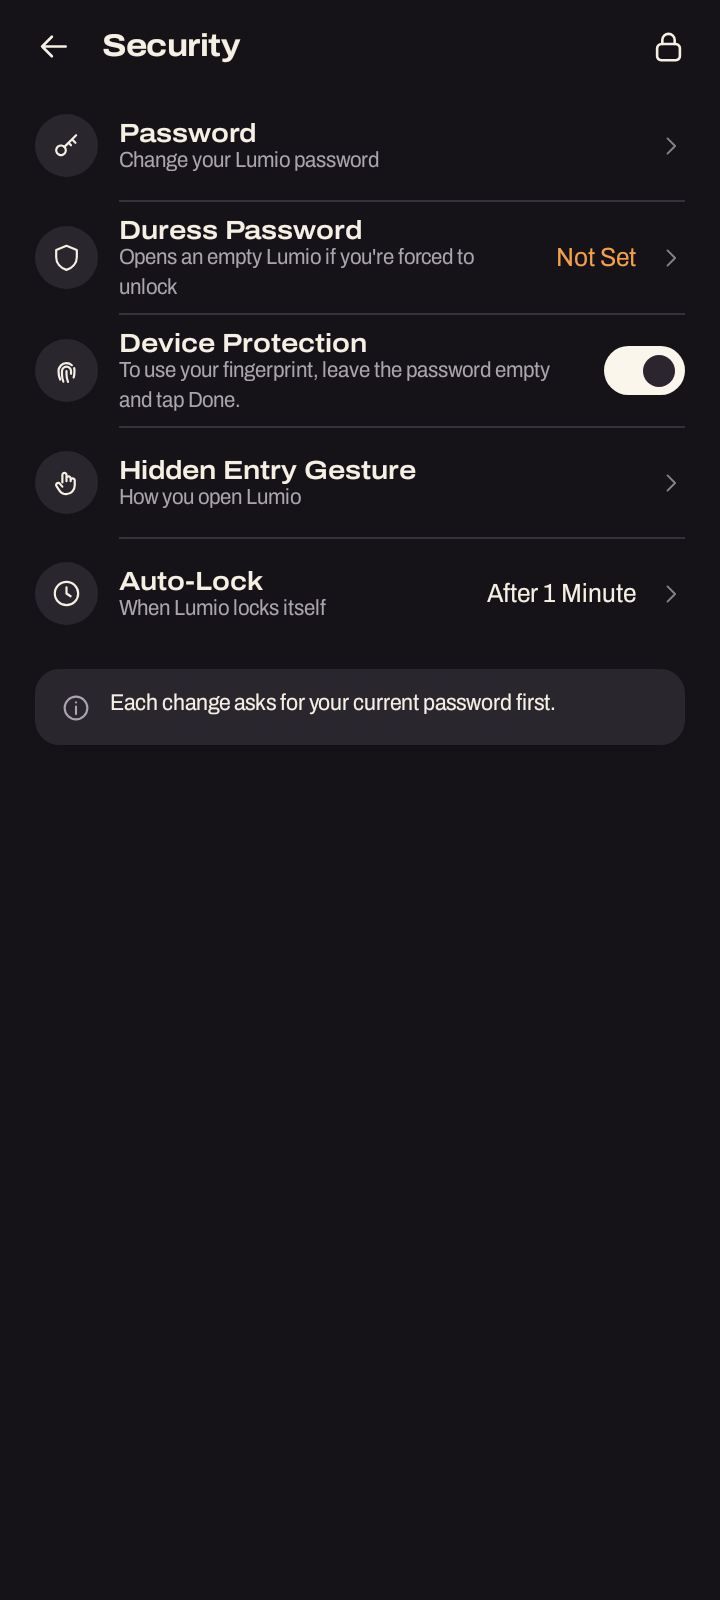 Security
Password
Change your Lumio password
Duress Password
Opens an empty Lumio if you're forced to
unlock
Not Set
Device Protection
To use your fingerprint, leave the password empty
and tap Done.
Hidden Entry Gesture
How you open Lumio
Auto-Lock
When Lumio locks itself
After 1 Minute
Each change asks for your current password first.